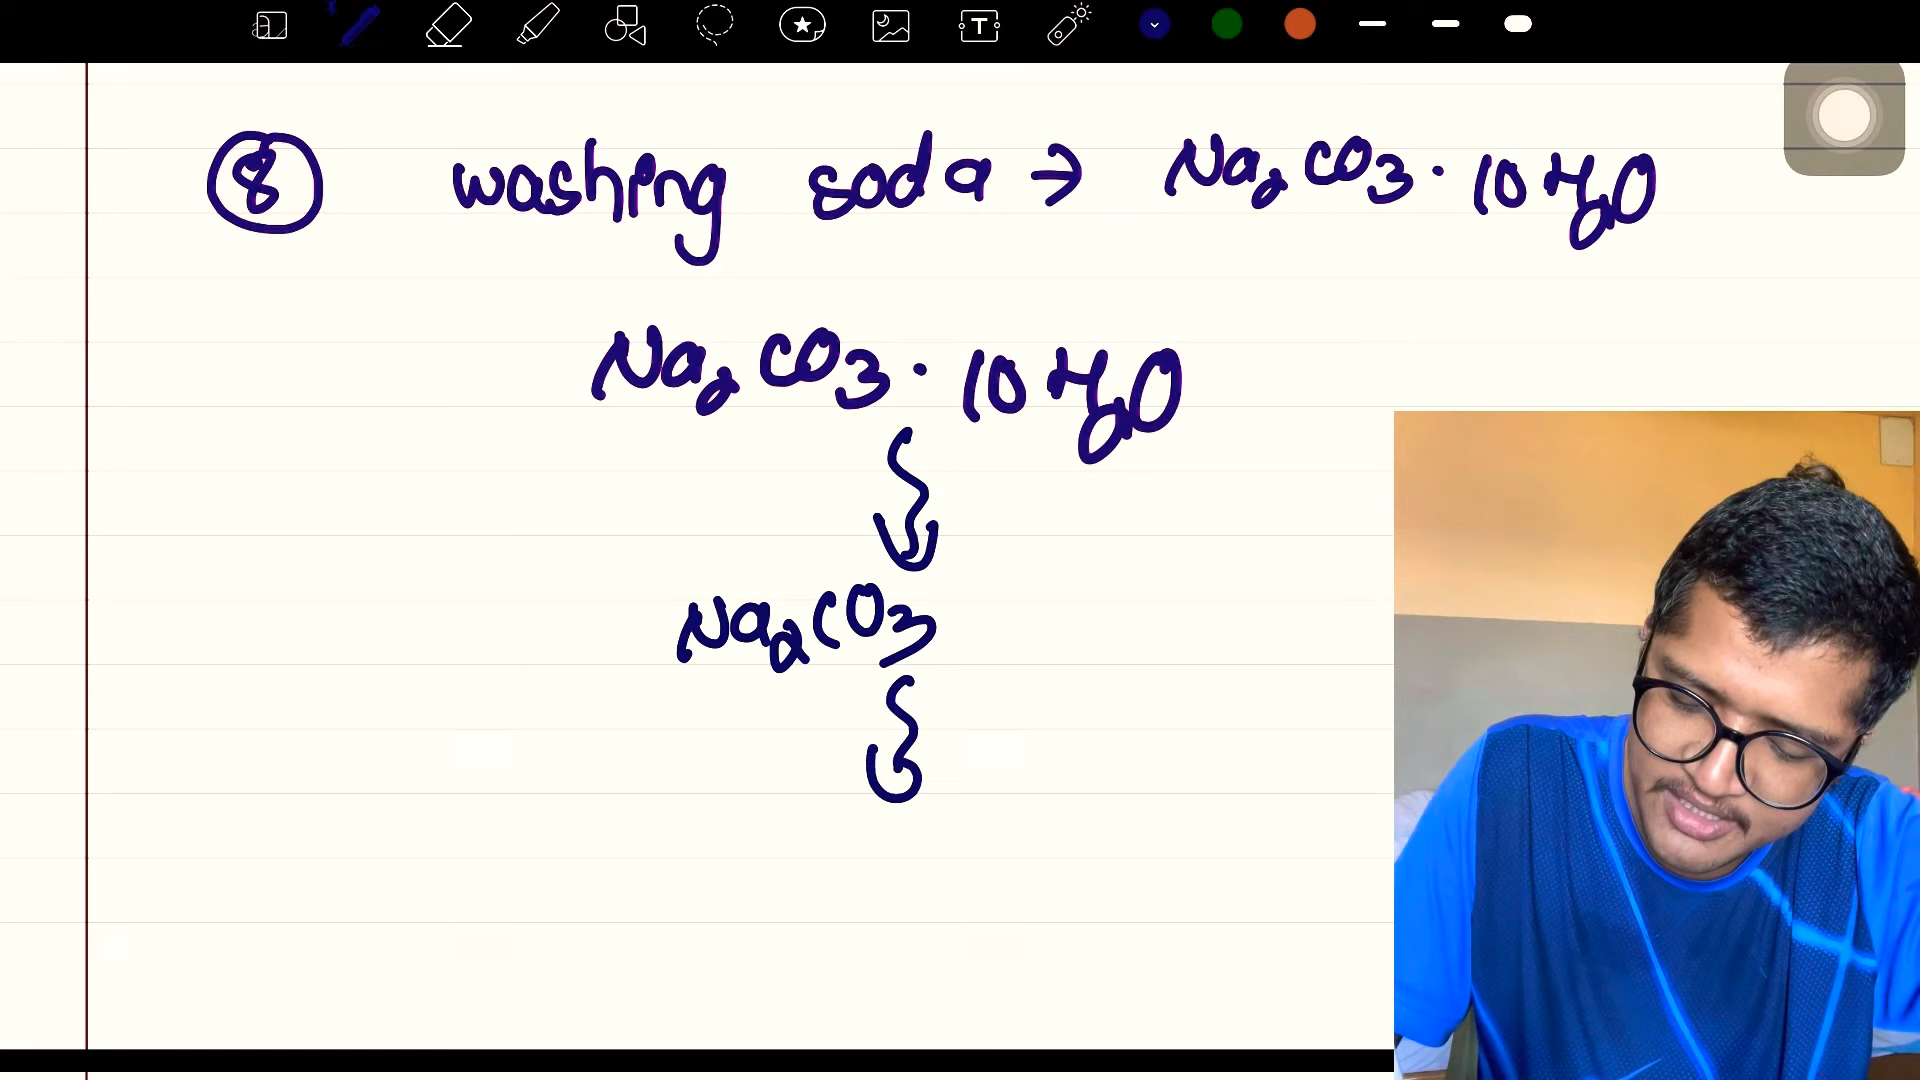 8 washing soda → Na₂CO₃·10H₂O
Na₂CO₃·10H₂O
Na₂CO₃